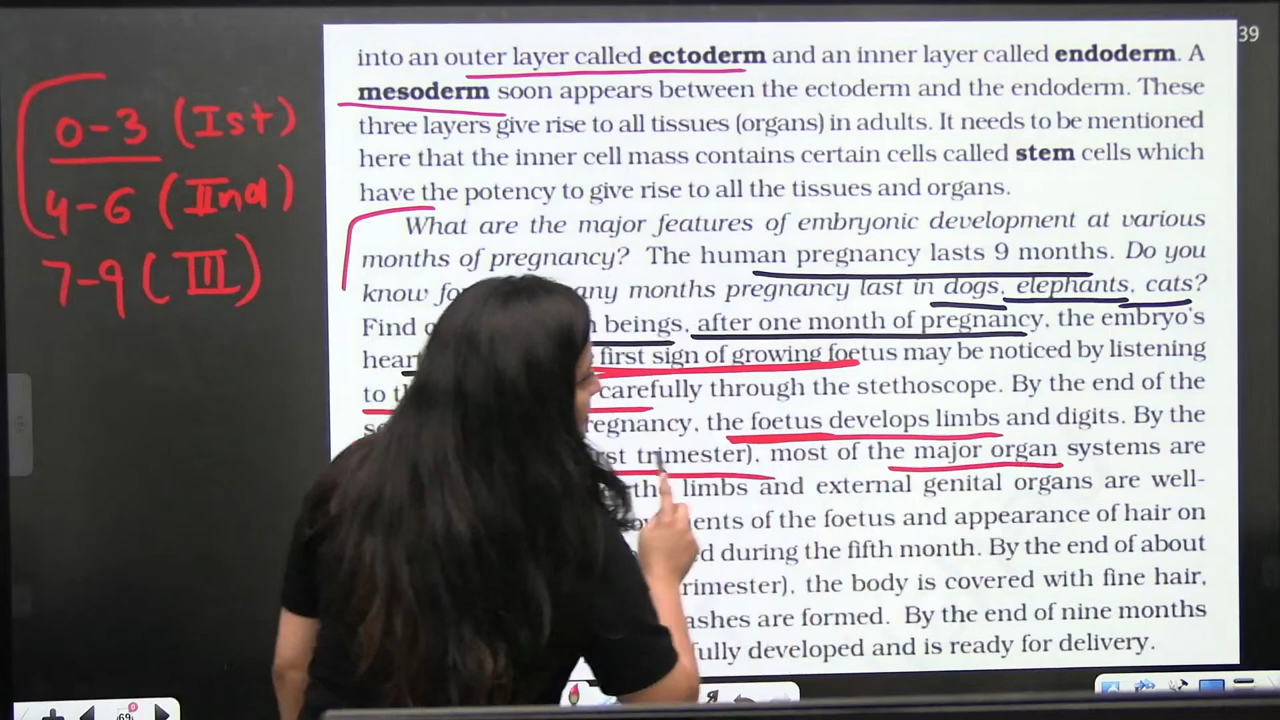 39
0-3 (Ist)
4-6 (IInd)
7-9 (III)
into an outer layer called ectoderm and an inner layer called endoderm. A
mesoderm soon appears between the ectoderm and the endoderm. These
three layers give rise to all tissues (organs) in adults. It needs to be mentioned
here that the inner cell mass contains certain cells called stem cells which
have the potency to give rise to all the tissues and organs.
What are the major features of embryonic development at various
months of pregnancy? The human pregnancy lasts 9 months. Do you
know many months pregnancy last in dogs, elephants, cats?
Find beings, after one month of pregnancy, the embryo's
first sign of growing foetus may be noticed by listening
to carefully through the stethoscope. By the end of the
the foetus develops limbs and digits. By the
trimester), most of the major organ systems are
the limbs and external genital organs are well-
of the foetus and appearance of hair on
during the fifth month. By the end of about
the body is covered with fine hair,
are formed. By the end of nine months
developed and is ready for delivery.
69